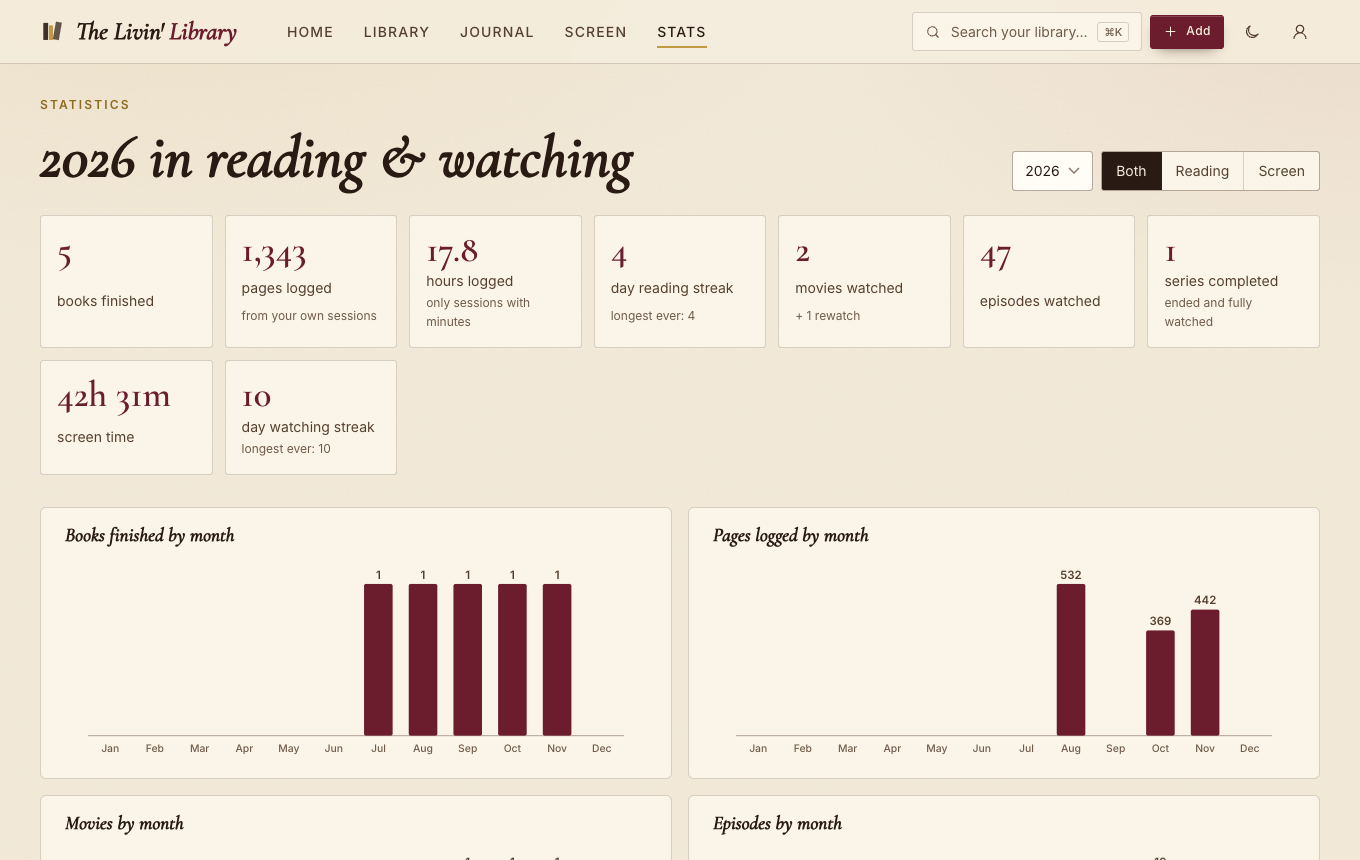 The Livin' Library
HOME LIBRARY JOURNAL SCREEN STATS
Search your library... ⌘K
+ Add
STATISTICS
2026 in reading & watching
2026
Both Reading Screen
5
books finished
1,343
pages logged
from your own sessions
17.8
hours logged
only sessions with
minutes
4
day reading streak
longest ever: 4
2
movies watched
+ 1 rewatch
47
episodes watched
1
series completed
ended and fully
watched
42h 31m
screen time
10
day watching streak
longest ever: 10
Books finished by month
1 1 1 1 1
Jan Feb Mar Apr May Jun Jul Aug Sep Oct Nov Dec
Pages logged by month
532
442
369
Jan Feb Mar Apr May Jun Jul Aug Sep Oct Nov Dec
Movies by month
Episodes by month